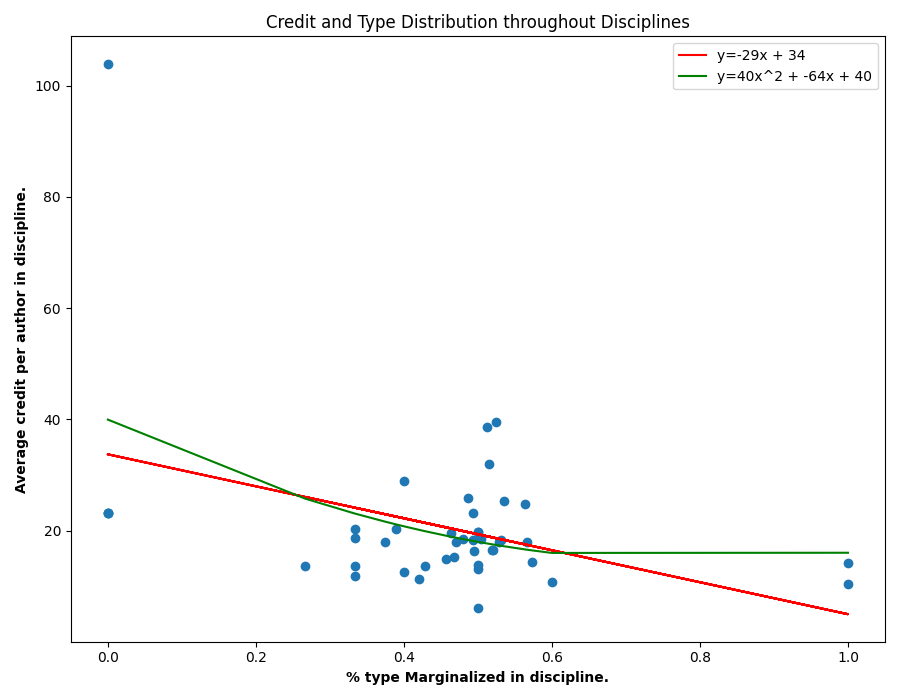 Credit and Type Distribution throughout Disciplines
y=-29x + 34
y=40x^2 + -64x + 40
Average credit per author in discipline.
100
80
60
40
20
0.0 0.2 0.4 0.6 0.8 1.0
% type Marginalized in discipline.